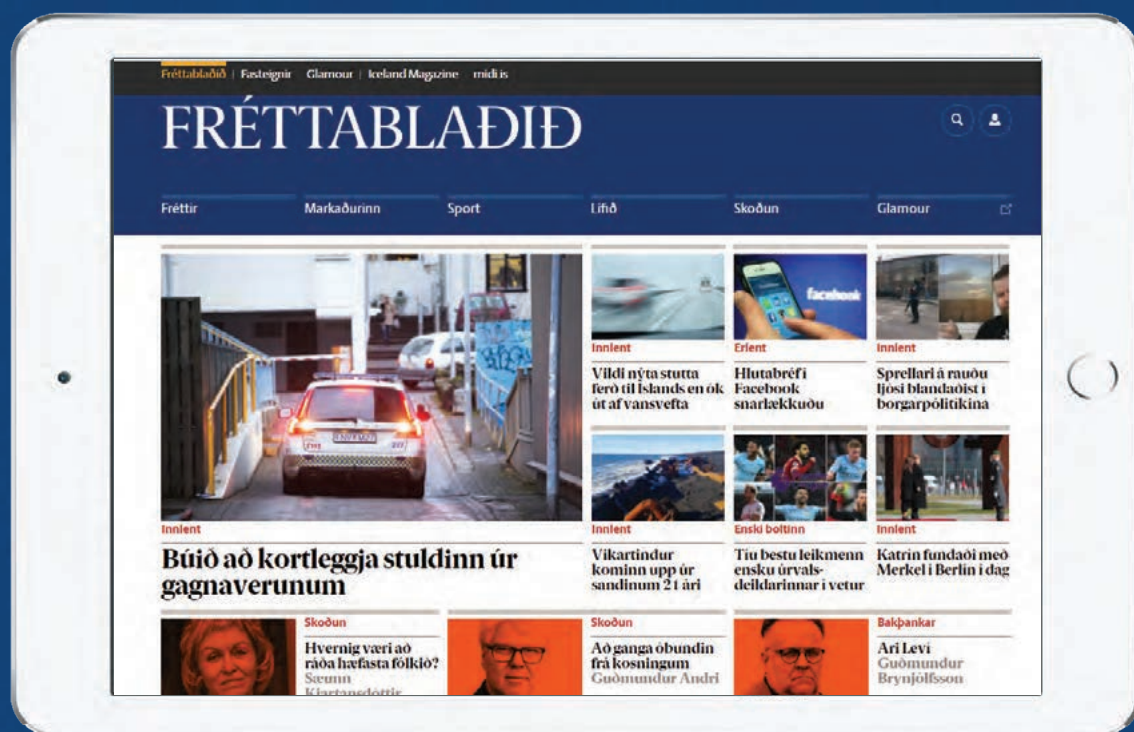 Fréttablaðið | Fasteignir Glamour | Iceland Magazine midi.is
FRÉTTABLAÐIÐ
Fréttir Markaðurinn Sport Lífið Skoðun Glamour
facebook
Innlent
Búið að kortleggja stuldinn úr
gagnaverunum
Innlent
Vildi nýta stutta
ferð til Íslands en ók
út af vansvefta
Erlent
Hlutabréf í
Facebook
snarlækkuðu
Innlent
Sprellari á rauðu
ljósi blandaðist í
borgarpólitíkina
Innlent
Vikartindur
kominn upp úr
sandinum 21 ári
Enski boltinn
Tíu bestu leikmenn
ensku úrvals-
deildarinnar í vetur
Innlent
Katrín fundaði með
Merkel í Berlín í dag
Skoðun
Hvernig væri að
ráða hæfasta fólkið?
Sæunn
Kjartansdóttir
Skoðun
Að ganga óbundin
frá kosningum
Guðmundur Andri
Bakþankar
Ari Leví
Guðmundur
Brynjólfsson